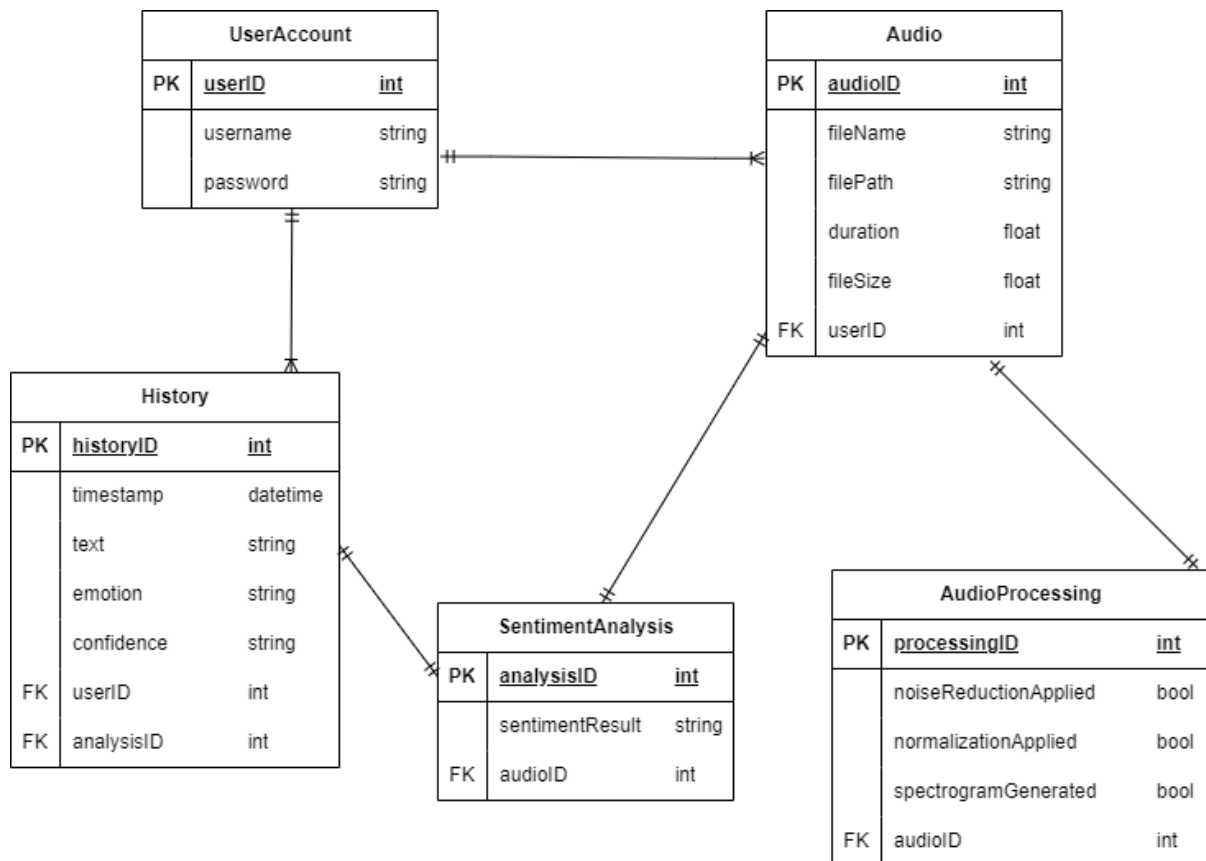 UserAccount
PK userID int
username string
password string
Audio
PK audioID int
fileName string
filePath string
duration float
fileSize float
FK userID int
History
PK historyID int
timestamp datetime
text string
emotion string
confidence string
FK userID int
FK analysisID int
SentimentAnalysis
PK analysisID int
sentimentResult string
FK audioID int
AudioProcessing
PK processingID int
noiseReductionApplied bool
normalizationApplied bool
spectrogramGenerated bool
FK audioID int